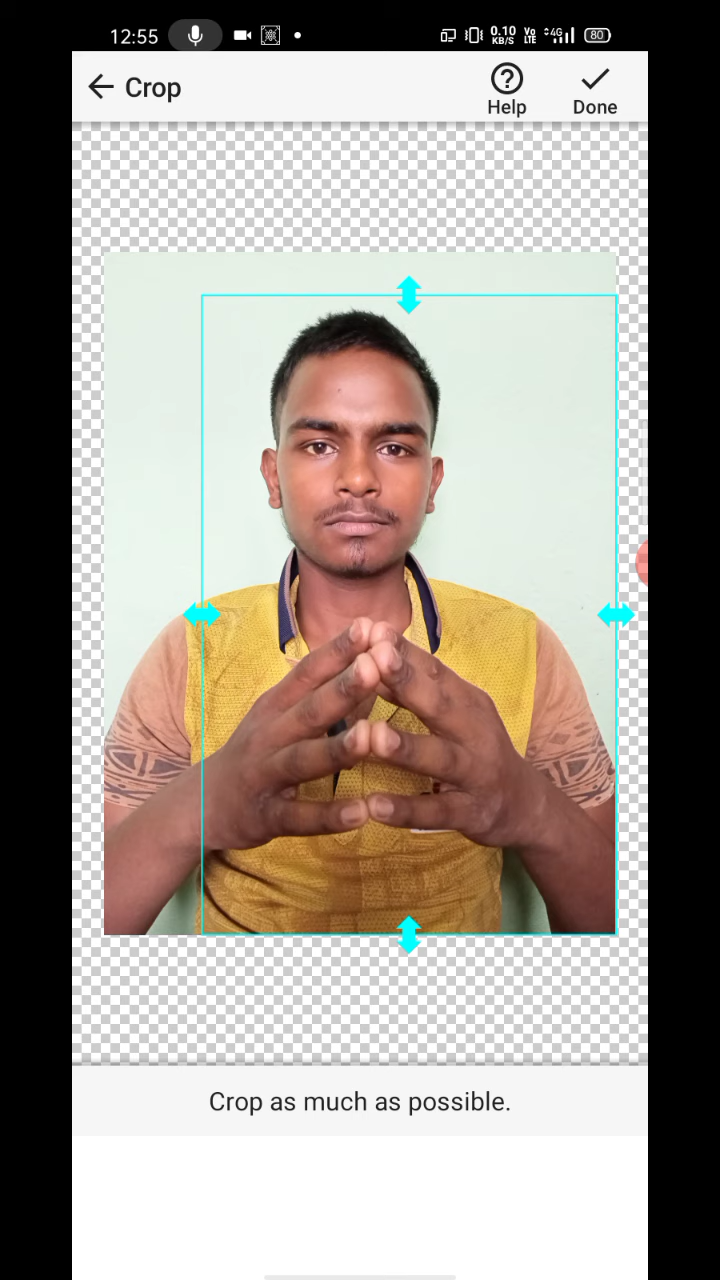 12:55 0.10 KB/S Vo LTE 4G 80
Crop
Help
Done
Crop as much as possible.